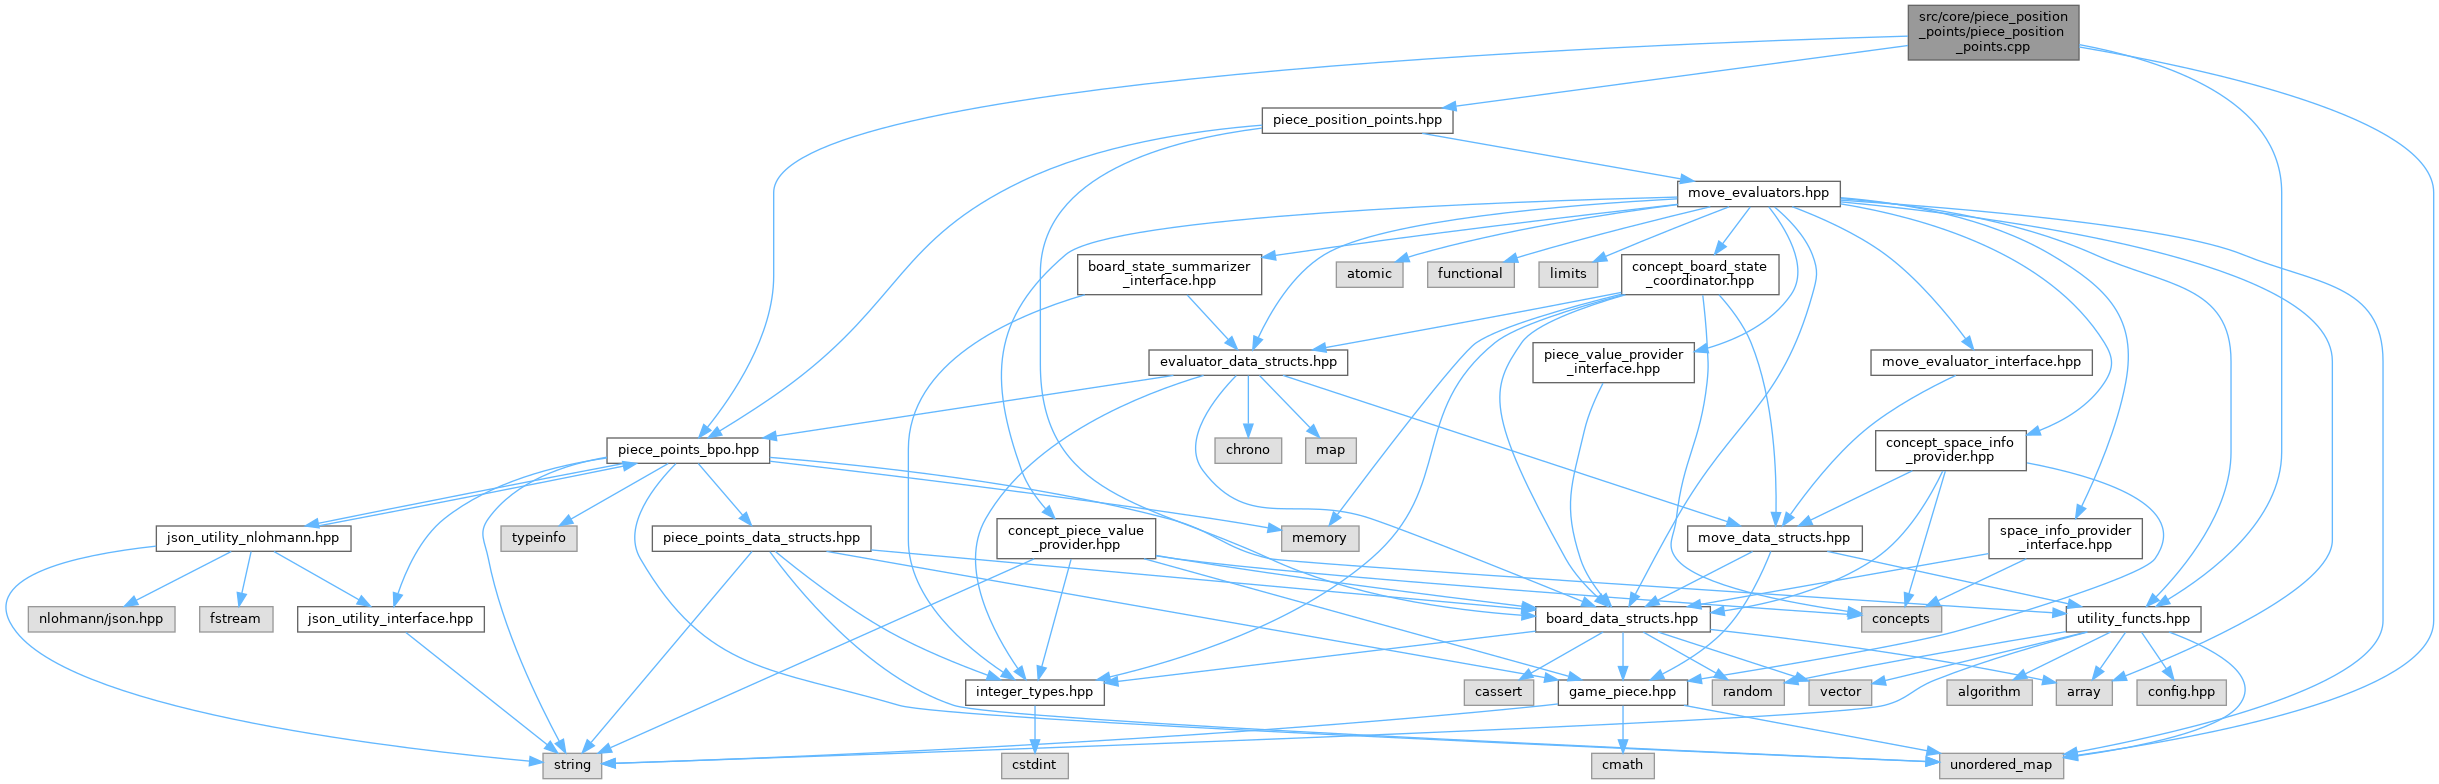 src/core/piece_position
_points/piece_position
_points.cpp
piece_position_points.hpp
move_evaluators.hpp
board_state_summarizer
_interface.hpp
atomic
functional
limits
concept_board_state
_coordinator.hpp
evaluator_data_structs.hpp
piece_value_provider
_interface.hpp
move_evaluator_interface.hpp
piece_points_bpo.hpp
chrono
map
concept_space_info
_provider.hpp
json_utility_nlohmann.hpp
typeinfo
piece_points_data_structs.hpp
concept_piece_value
_provider.hpp
memory
move_data_structs.hpp
space_info_provider
_interface.hpp
nlohmann/json.hpp
fstream
json_utility_interface.hpp
board_data_structs.hpp
concepts
utility_functs.hpp
integer_types.hpp
cassert
game_piece.hpp
random
vector
algorithm
array
config.hpp
string
cstdint
cmath
unordered_map